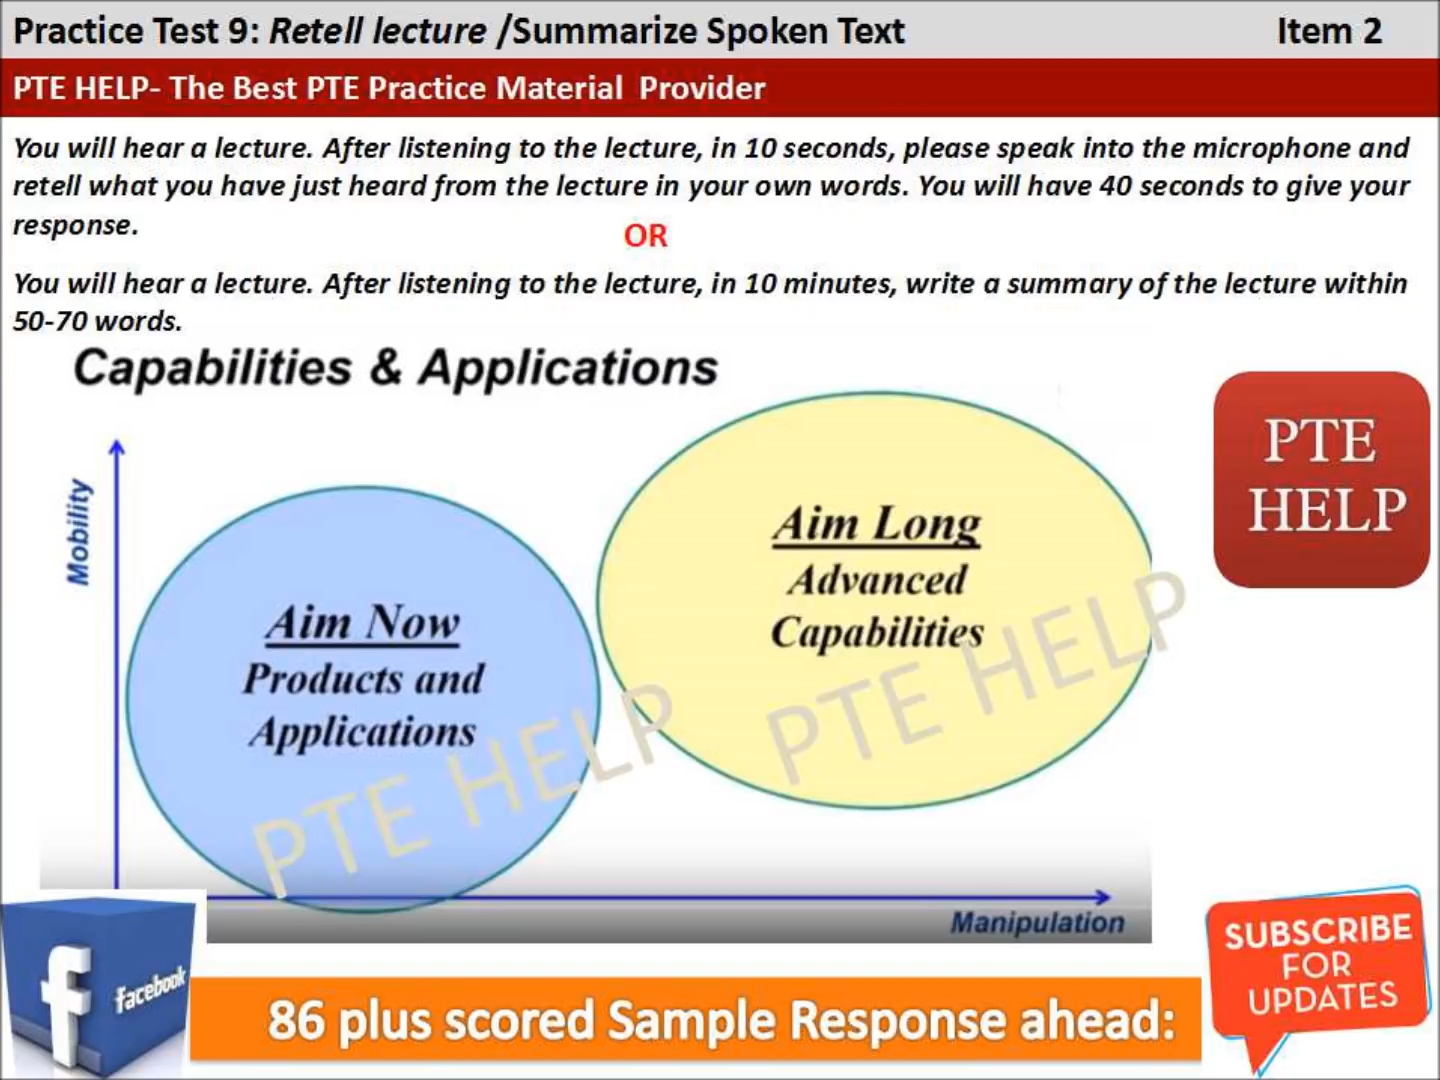 Practice Test 9: Retell lecture /Summarize Spoken Text
Item 2
PTE HELP- The Best PTE Practice Material Provider
You will hear a lecture. After listening to the lecture, in 10 seconds, please speak into the microphone and
retell what you have just heard from the lecture in your own words. You will have 40 seconds to give your
response.
OR
You will hear a lecture. After listening to the lecture, in 10 minutes, write a summary of the lecture within
50-70 words.
Capabilities & Applications
Mobility
Aim Now
Products and
Applications
Aim Long
Advanced
Capabilities
PTE HELP
PTE HELP
Manipulation
PTE
HELP
f
facebook
86 plus scored Sample Response ahead:
SUBSCRIBE
FOR
UPDATES